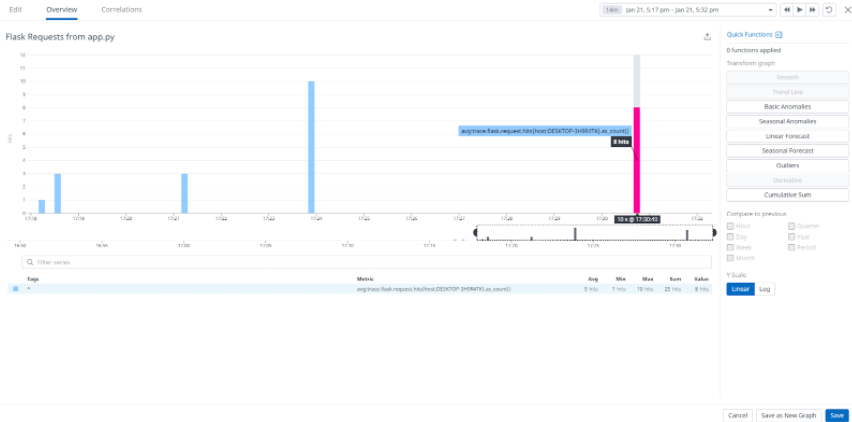 Edit Overview Correlations
14m Jan 21, 5:17 pm - Jan 21, 5:32 pm
Flask Requests from app.py
Quick Functions
0 functions applied
Transform graph
Smooth
Trend Line
Basic Anomalies
Seasonal Anomalies
Linear Forecast
Seasonal Forecast
Outliers
Derivative
Cumulative Sum
Compare to previous
Hour Quarter
Day Year
Week Period
Month
Y Scale
Linear Log
hits
12
11
10
9
8
7
6
5
4
3
2
1
0
avg:trace.flask.request.hits{host:DESKTOP-3H9R4TK}.as_count()
8 hits
17:18 17:19 17:20 17:21 17:22 17:23 17:24 17:25 17:26 17:27 17:28 17:29 17:30 17:32
10 s @ 17:30:40
16:50 16:55 17:00 17:05 17:10 17:15 17:20 17:25 17:30
Filter series
Tags Metric Avg Min Max Sum Value
* avg:trace.flask.request.hits{host:DESKTOP-3H9R4TK}.as_count() 5 hits 1 hits 10 hits 25 hits 8 hits
Cancel Save as New Graph Save